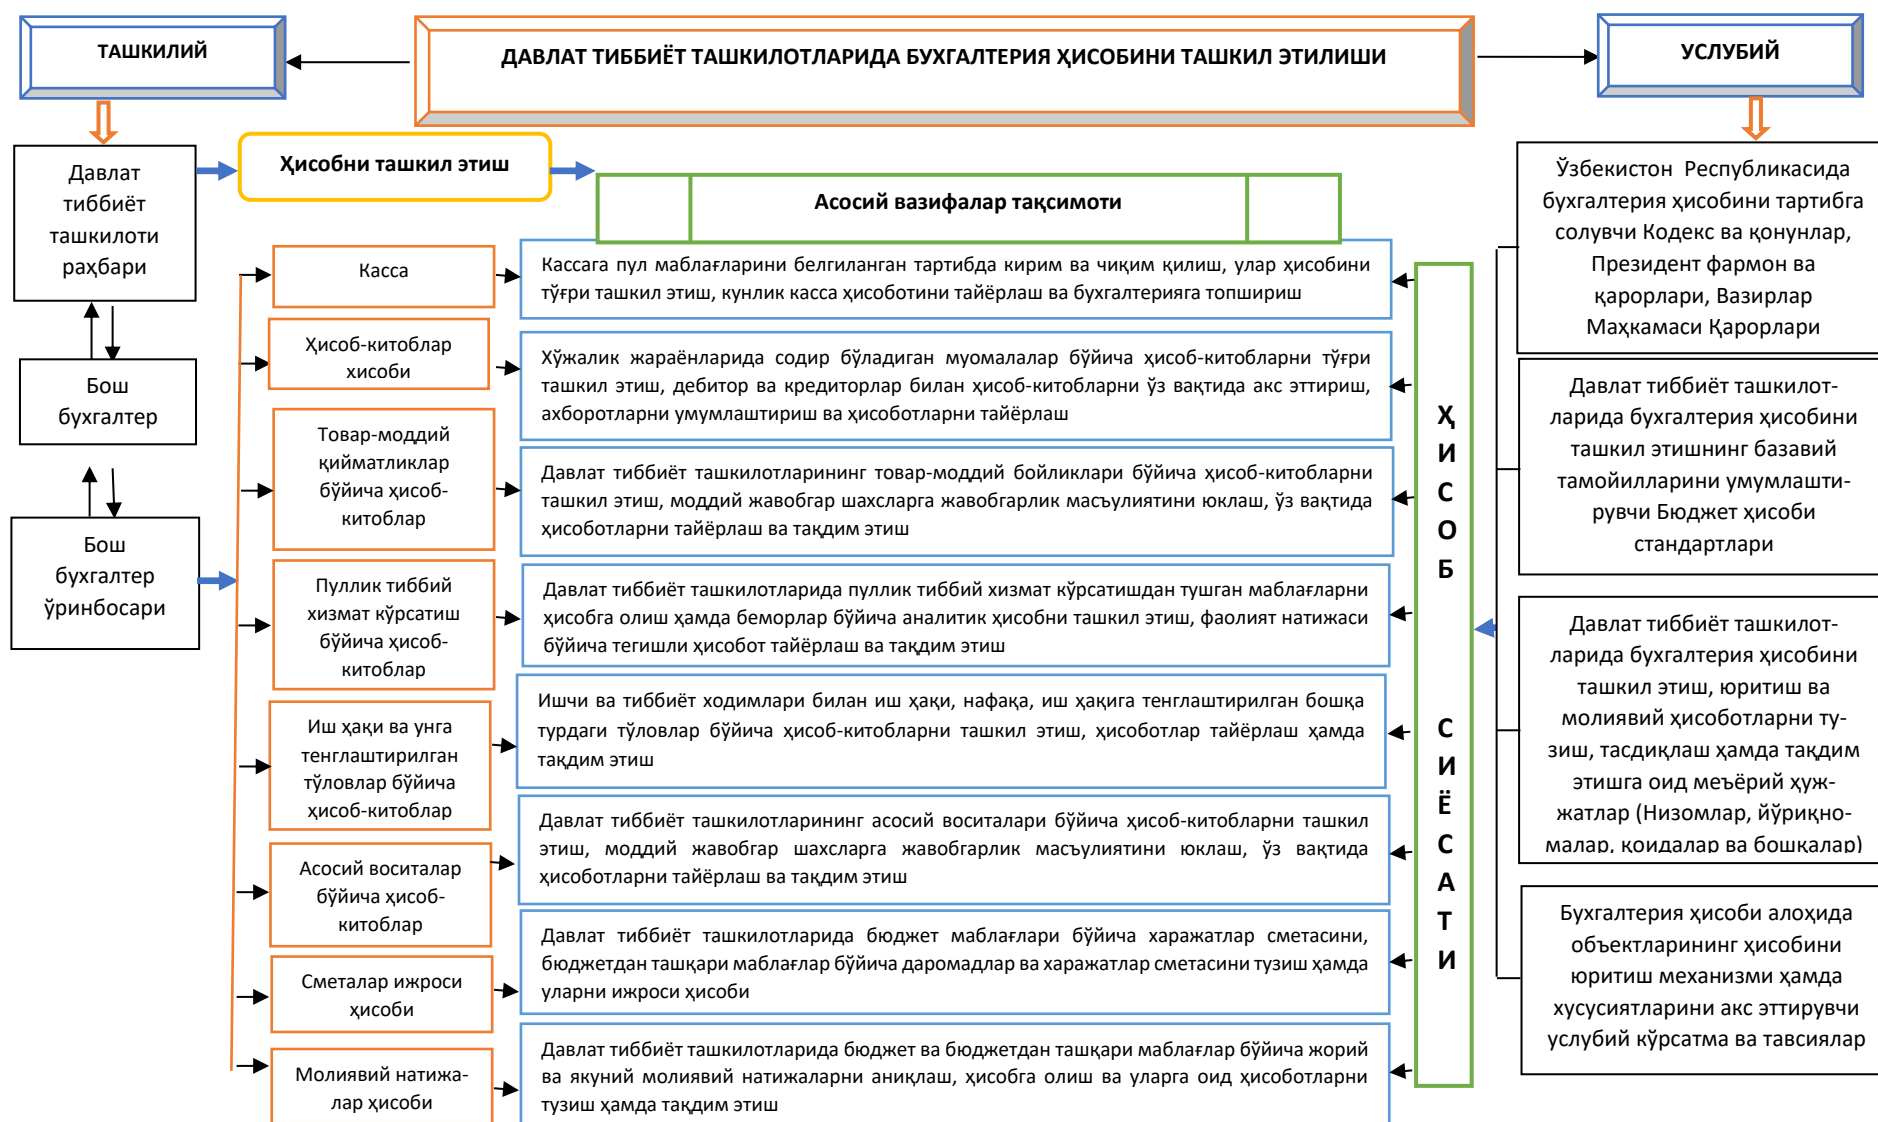 ТАШКИЛИЙ
ДАВЛАТ ТИББИЁТ ТАШКИЛОТЛАРИДА БУХГАЛТЕРИЯ ҲИСОБИНИ ТАШКИЛ ЭТИЛИШИ
УСЛУБИЙ
Давлат
тиббиёт
ташкилоти
раҳбари
Бош
бухгалтер
Бош
бухгалтер
ўринбосари
Ҳисобни ташкил этиш
Асосий вазифалар тақсимоти
Касса
Кассага пул маблағларини белгиланган тартибда кирим ва чиқим қилиш, улар ҳисобини
тўғри ташкил этиш, кунлик касса ҳисоботини тайёрлаш ва бухгалтерияга топшириш
Ҳисоб-китоблар
хисоби
Хўжалик жараёнларида содир бўладиган муомалалар бўйича ҳисоб-китобларни тўғри
ташкил этиш, дебитор ва кредиторлар билан ҳисоб-китобларни ўз вақтида акс эттириш,
ахборотларни умумлаштириш ва ҳисоботларни тайёрлаш
Товар-моддий
қийматликлар
бўйича ҳисоб-
китоблар
Давлат тиббиёт ташкилотларининг товар-моддий бойликлари бўйича ҳисоб-китобларни
ташкил этиш, моддий жавобгар шахсларга жавобгарлик масъулиятини юклаш, ўз вақтида
ҳисоботларни тайёрлаш ва тақдим этиш
Пуллик тиббий
хизмат кўрсатиш
бўйича ҳисоб-
китоблар
Давлат тиббиёт ташкилотларида пуллик тиббий хизмат кўрсатишдан тушган маблағларни
ҳисобга олиш ҳамда беморлар бўйича аналитик ҳисобни ташкил этиш, фаолият натижаси
бўйича тегишли ҳисобот тайёрлаш ва тақдим этиш
Иш ҳақи ва унга
тенглаштирилган
тўловлар бўйича
ҳисоб-китоблар
Ишчи ва тиббиёт ходимлари билан иш ҳақи, нафақа, иш ҳақига тенглаштирилган бошқа
турдаги тўловлар бўйича ҳисоб-китобларни ташкил этиш, ҳисоботлар тайёрлаш ҳамда
тақдим этиш
Асосий воситалар
бўйича ҳисоб-
китоблар
Давлат тиббиёт ташкилотларининг асосий воситалари бўйича ҳисоб-китобларни ташкил
этиш, моддий жавобгар шахсларга жавобгарлик масъулиятини юклаш, ўз вақтида
ҳисоботларни тайёрлаш ва тақдим этиш
Сметалар ижроси
ҳисоби
Давлат тиббиёт ташкилотларида бюджет маблағлари бўйича харажатлар сметасини,
бюджетдан ташқари маблағлар бўйича даромадлар ва харажатлар сметасини тузиш ҳамда
уларни ижроси ҳисоби
Молиявий натижа-
лар ҳисоби
Давлат тиббиёт ташкилотларида бюджет ва бюджетдан ташқари маблағлар бўйича жорий
ва якуний молиявий натижаларни аниқлаш, ҳисобга олиш ва уларга оид ҳисоботларни
тузиш ҳамда тақдим этиш
ҲИСОБ СИЁСАТИ
Ўзбекистон Республикасида
бухгалтерия ҳисобини тартибга
солувчи Кодекс ва қонунлар,
Президент фармон ва
қарорлари, Вазирлар
Маҳкамаси Қарорлари
Давлат тиббиёт ташкилот-
ларида бухгалтерия ҳисобини
ташкил этишнинг базавий
тамойилларини умумлашти-
рувчи Бюджет ҳисоби
стандартлари
Давлат тиббиёт ташкилот-
ларида бухгалтерия ҳисобини
ташкил этиш, юритиш ва
молиявий ҳисоботларни ту-
зиш, тасдиқлаш ҳамда тақдим
этишга оид меъёрий ҳуж-
жатлар (Низомлар, йўриқно-
малар, қоидалар ва бошқалар)
Бухгалтерия ҳисоби алоҳида
объектларининг ҳисобини
юритиш механизми ҳамда
хусусиятларини акс эттирувчи
услубий кўрсатма ва тавсиялар